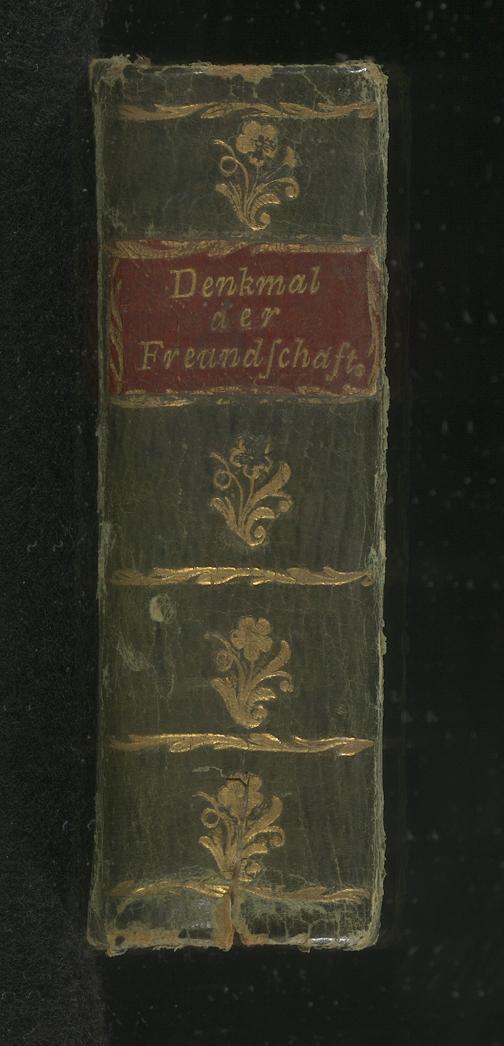 Denkmal
der
Freundſchaft.